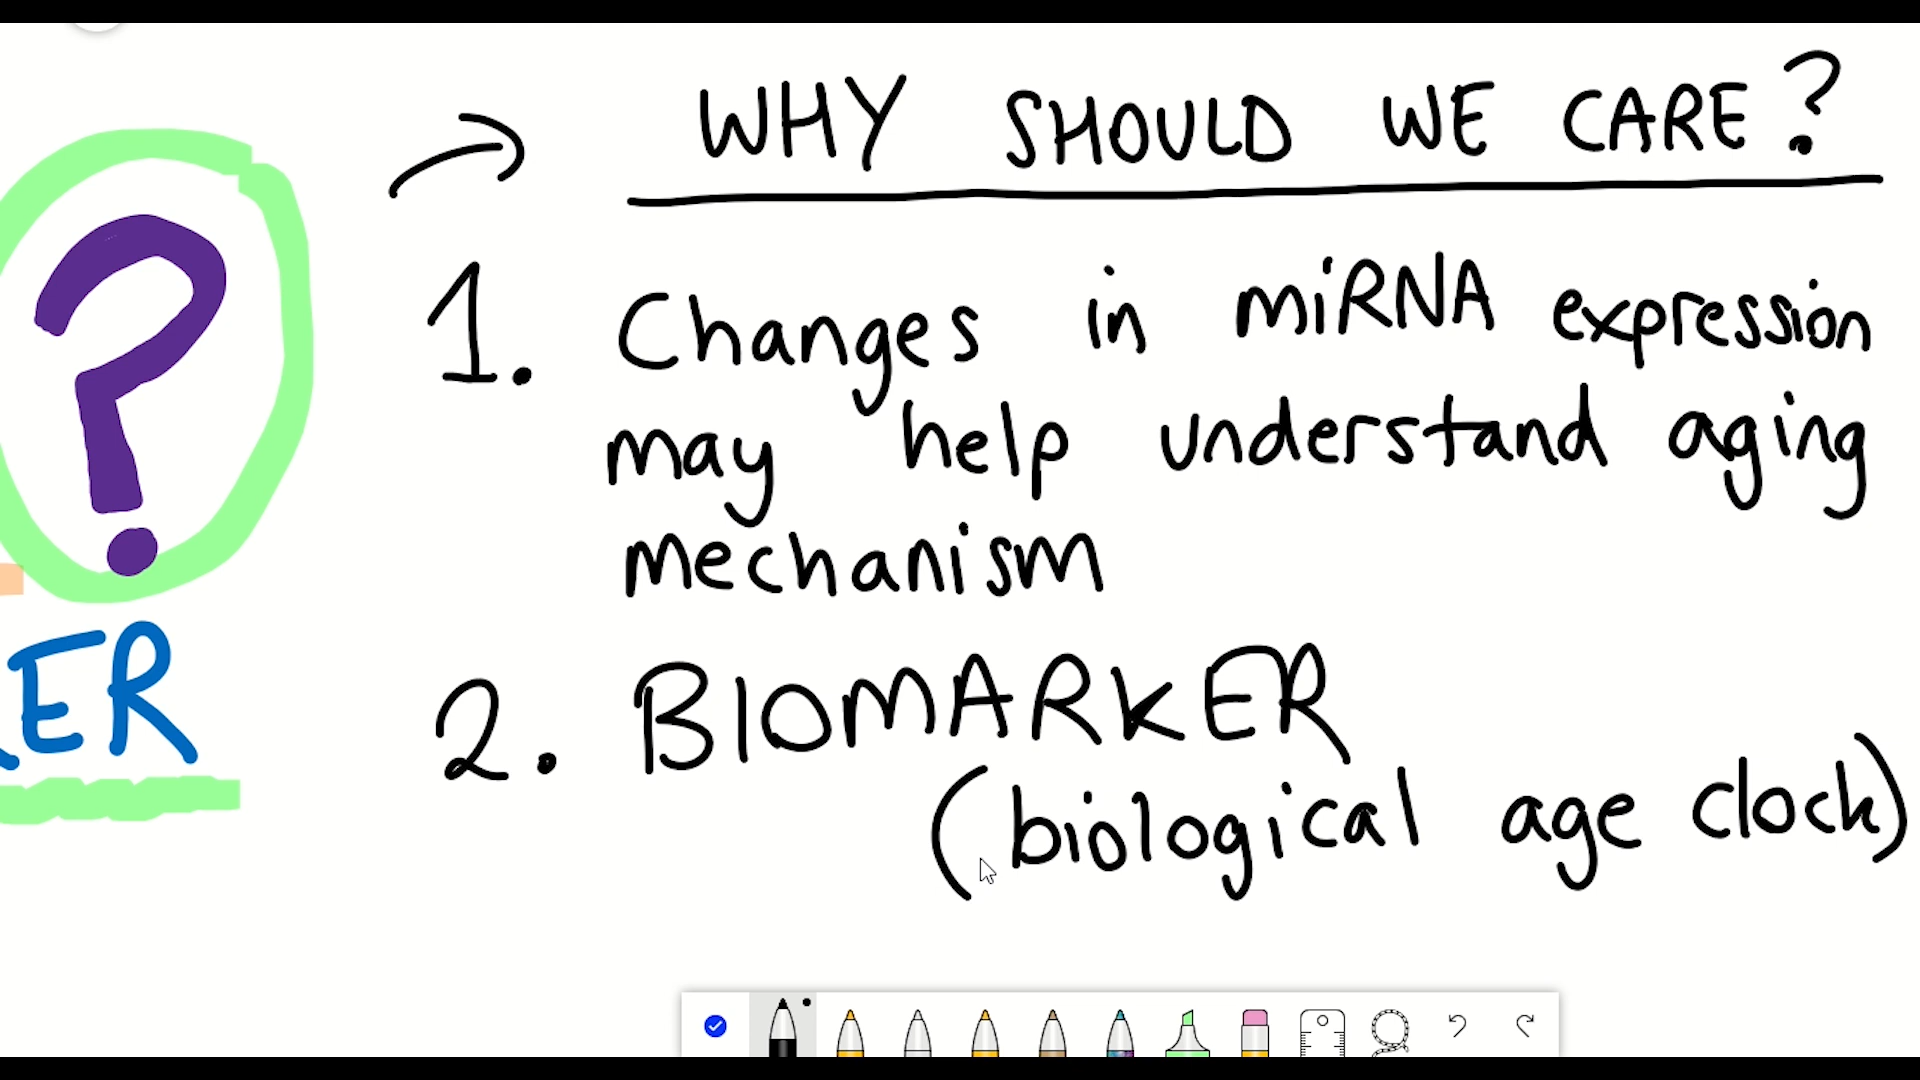 WHY SHOULD WE CARE?
1. Changes in miRNA expression
may help understand aging
mechanism
2. BIOMARKER
(biological age clock)
ER